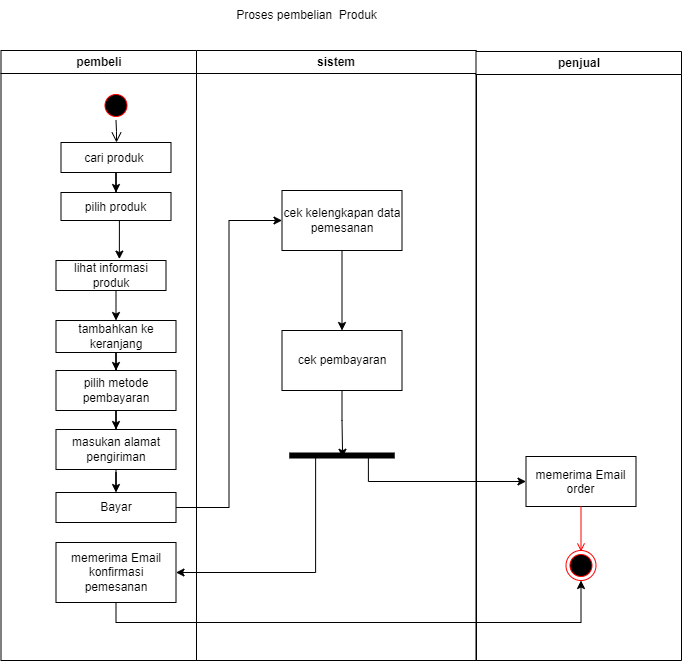 Proses pembelian  Produk
pembeli
sistem
penjual
cari produk
pilih produk
lihat informasi
produk
tambahkan ke
keranjang
pilih metode
pembayaran
masukan alamat
pengiriman
Bayar
cek kelengkapan data
pemesanan
cek pembayaran
memerima Email
order
memerima Email
konfirmasi
pemesanan